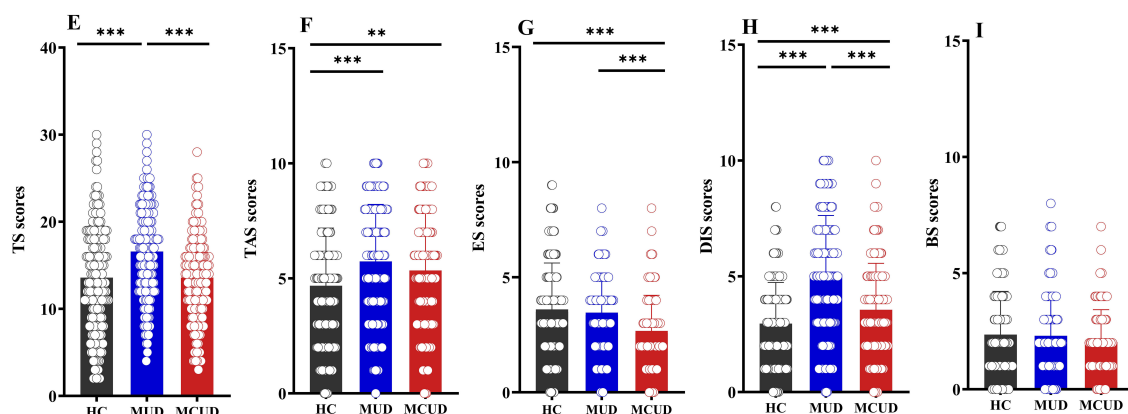 E
*** ***
TS scores
40
30
20
10
0
HC MUD MCUD
F
**
***
TAS scores
15
10
5
0
HC MUD MCUD
G
***
***
ES scores
15
10
5
0
HC MUD MCUD
H
***
*** ***
DIS scores
15
10
5
0
HC MUD MCUD
I
BS scores
15
10
5
0
HC MUD MCUD